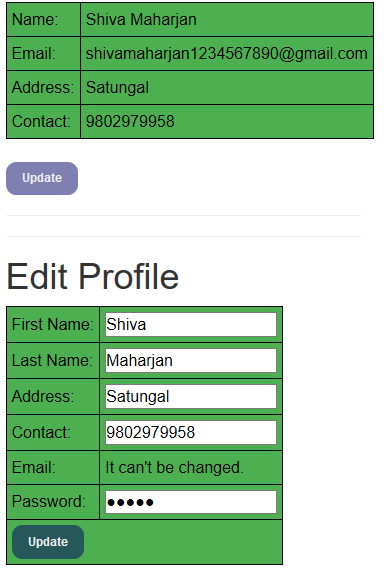 Name: Shiva Maharjan
Email: shivamaharjan1234567890@gmail.com
Address: Satungal
Contact: 9802979958
Update
Edit Profile
First Name: Shiva
Last Name: Maharjan
Address: Satungal
Contact: 9802979958
Email: It can't be changed.
Password: ●●●●●
Update